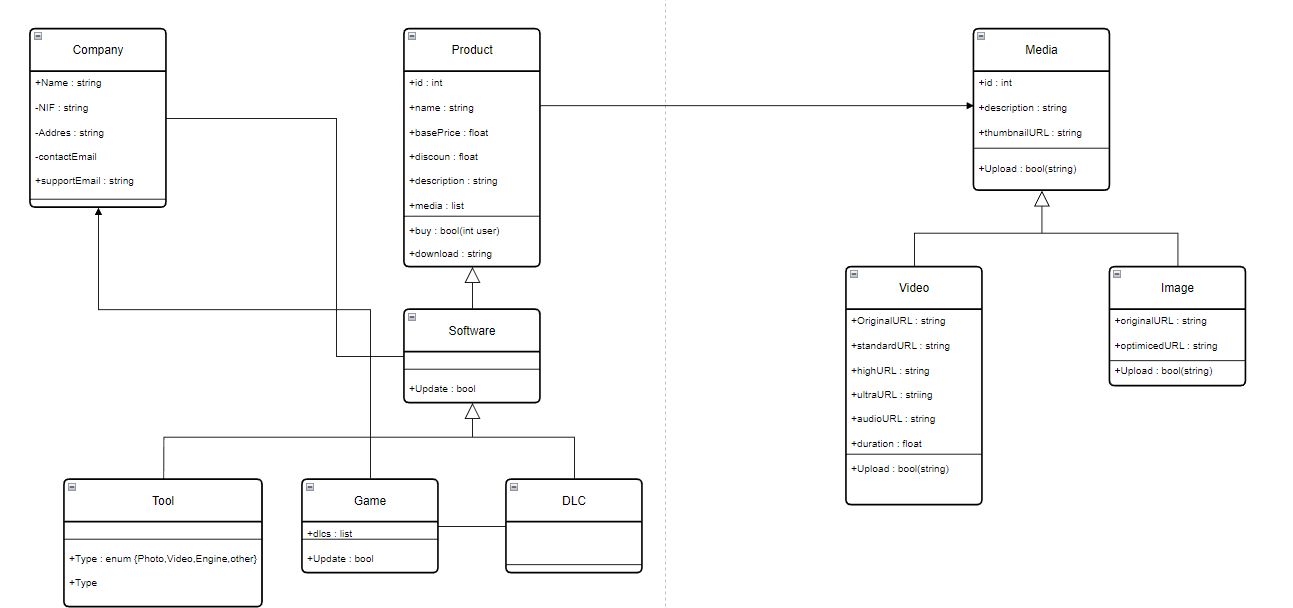 Company
+Name : string
-NIF : string
-Addres : string
-contactEmail
+supportEmail : string
Product
+id : int
+name : string
+basePrice : float
+discoun : float
+description : string
+media : list
+buy : bool(int user)
+download : string
Software
+Update : bool
Tool
+Type : enum {Photo,Video,Engine,other}
+Type
Game
+dlcs : list
+Update : bool
DLC
Media
+id : int
+description : string
+thumbnailURL : string
+Upload : bool(string)
Video
+OriginalURL : string
+standardURL : string
+highURL : string
+ultraURL : striing
+audioURL : string
+duration : float
+Upload : bool(string)
Image
+originalURL : string
+optimicedURL : string
+Upload : bool(string)